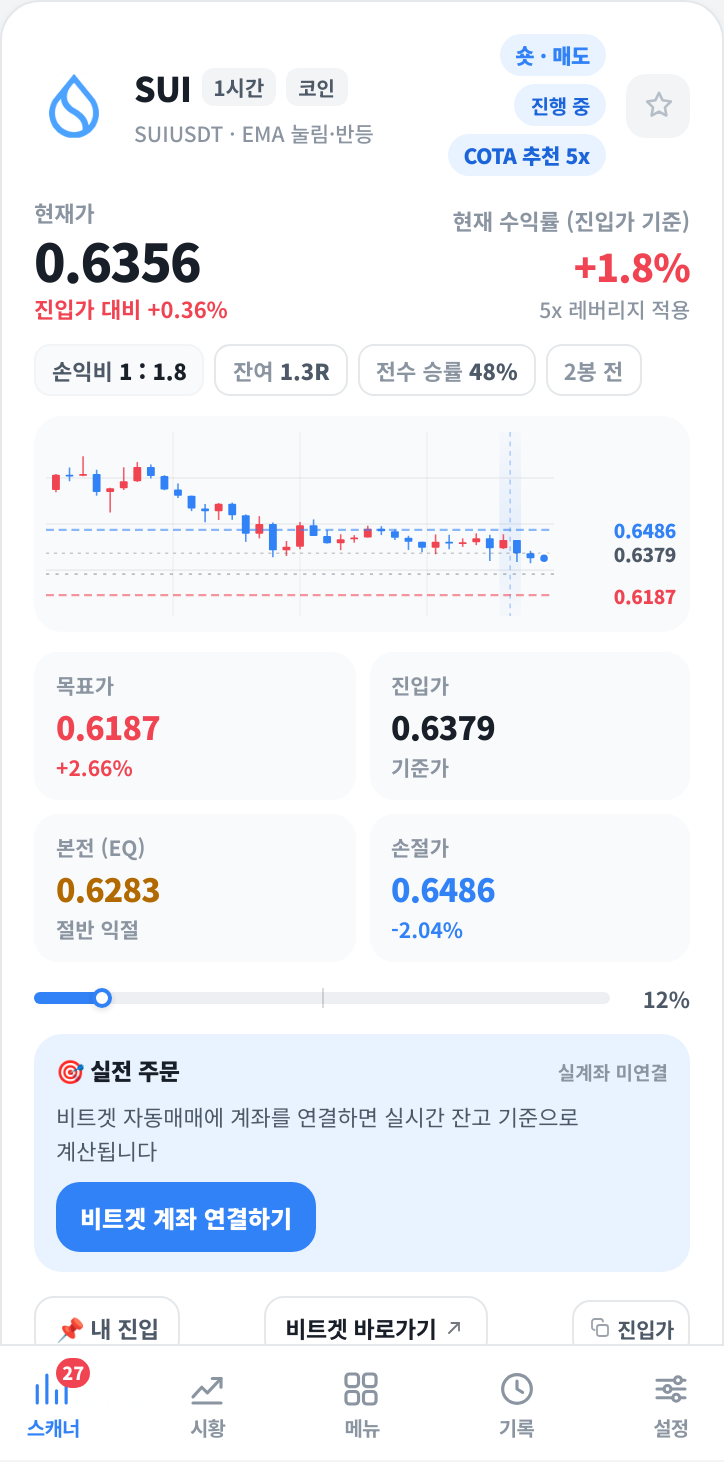 SUI 1시간 코인
SUIUSDT · EMA 눌림·반등
숏 · 매도
진행 중
COTA 추천 5x
현재가
0.6356
진입가 대비 +0.36%
현재 수익률 (진입가 기준)
+1.8%
5x 레버리지 적용
손익비 1 : 1.8
잔여 1.3R
전수 승률 48%
2봉 전
0.6486
0.6379
0.6187
목표가
0.6187
+2.66%
진입가
0.6379
기준가
본전 (EQ)
0.6283
절반 익절
손절가
0.6486
-2.04%
12%
🎯 실전 주문
실계좌 미연결
비트겟 자동매매에 계좌를 연결하면 실시간 잔고 기준으로
계산됩니다
비트겟 계좌 연결하기
📌 내 진입
비트겟 바로가기 ↗
진입가
27
스캐너
시황
메뉴
기록
설정